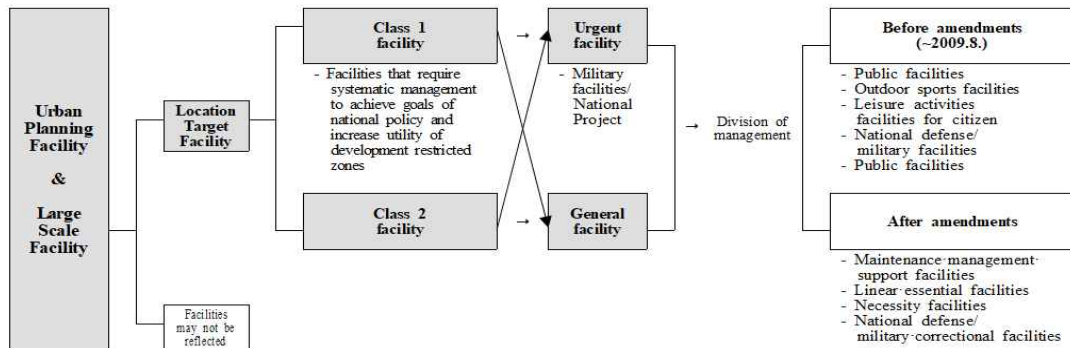 Urban
Planning
Facility
&
Large
Scale
Facility
Location
Target
Facility
Facilities
may not be
reflected
Class 1
facility
- Facilities that require
systematic management
to achieve goals of
national policy and
increase utility of
development restricted
zones
Class 2
facility
→
→
Urgent
facility
- Military
facilities/
National
Project
General
facility
→
Division of
management
Before amendments
(~2009.8.)
- Public facilities
- Outdoor sports facilities
- Leisure activities
facilities for citizen
- National defense/
military facilities
- Public facilities
After amendments
- Maintenance·management·
support facilities
- Linear·essential facilities
- Necessity facilities
- National defense/
military·correctional facilities